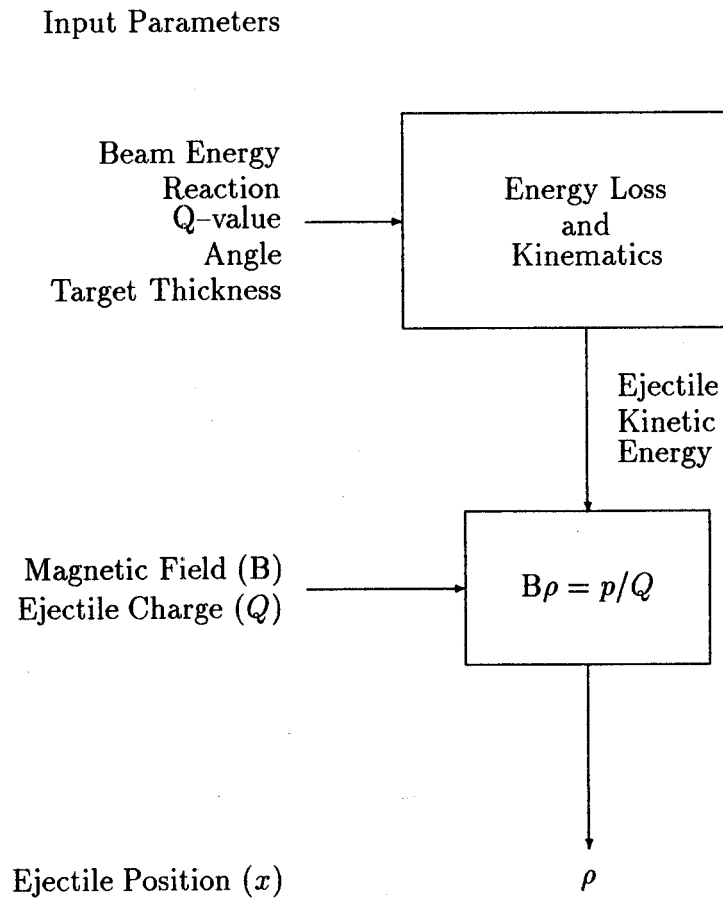 Input Parameters
Beam Energy
Reaction
Q–value
Angle
Target Thickness
Energy Loss
and
Kinematics
Ejectile
Kinetic
Energy
Magnetic Field (B)
Ejectile Charge (Q)
Bρ = p/Q
Ejectile Position (x)
ρ